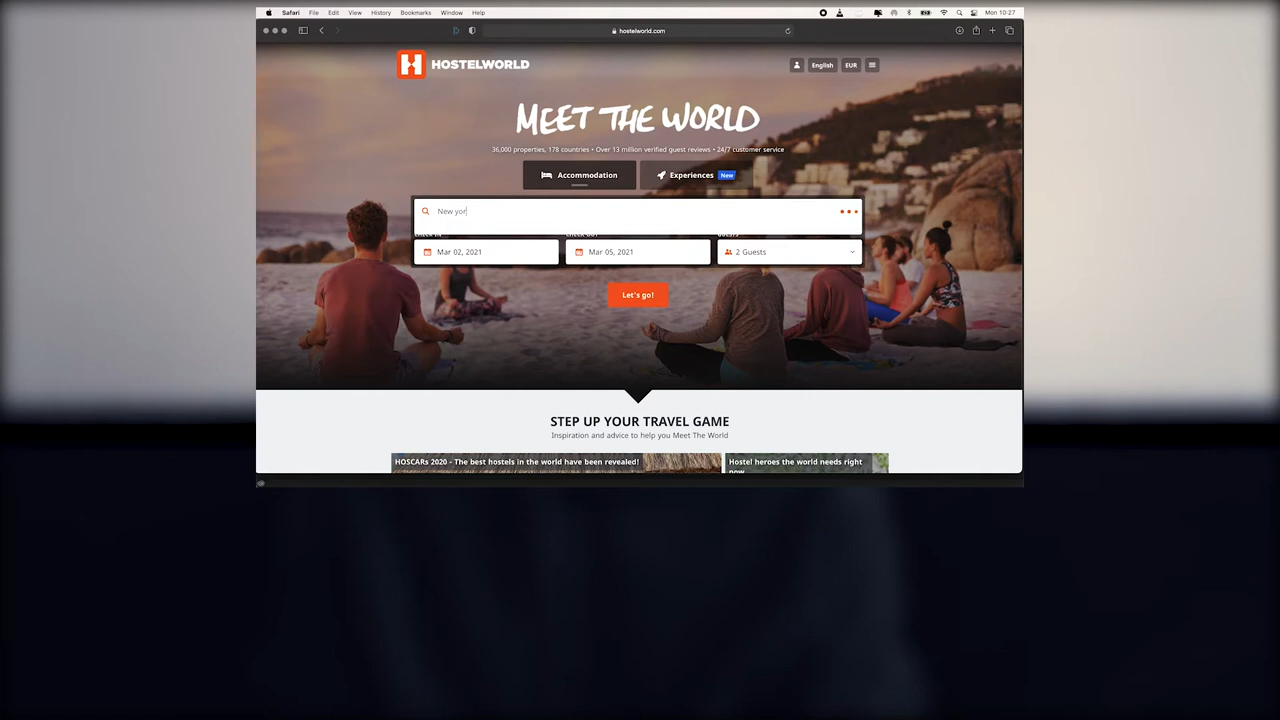 Safari File Edit View History Bookmarks Window Help Mon 10:27
hostelworld.com
HOSTELWORLD
English EUR
MEET THE WORLD
36,000 properties, 178 countries • Over 13 million verified guest reviews • 24/7 customer service
Accommodation
Experiences New
New yor
Mar 02, 2021
Mar 05, 2021
2 Guests
Let's go!
STEP UP YOUR TRAVEL GAME
Inspiration and advice to help you Meet The World
HOSCARs 2020 - The best hostels in the world have been revealed!
Hostel heroes the world needs right
now